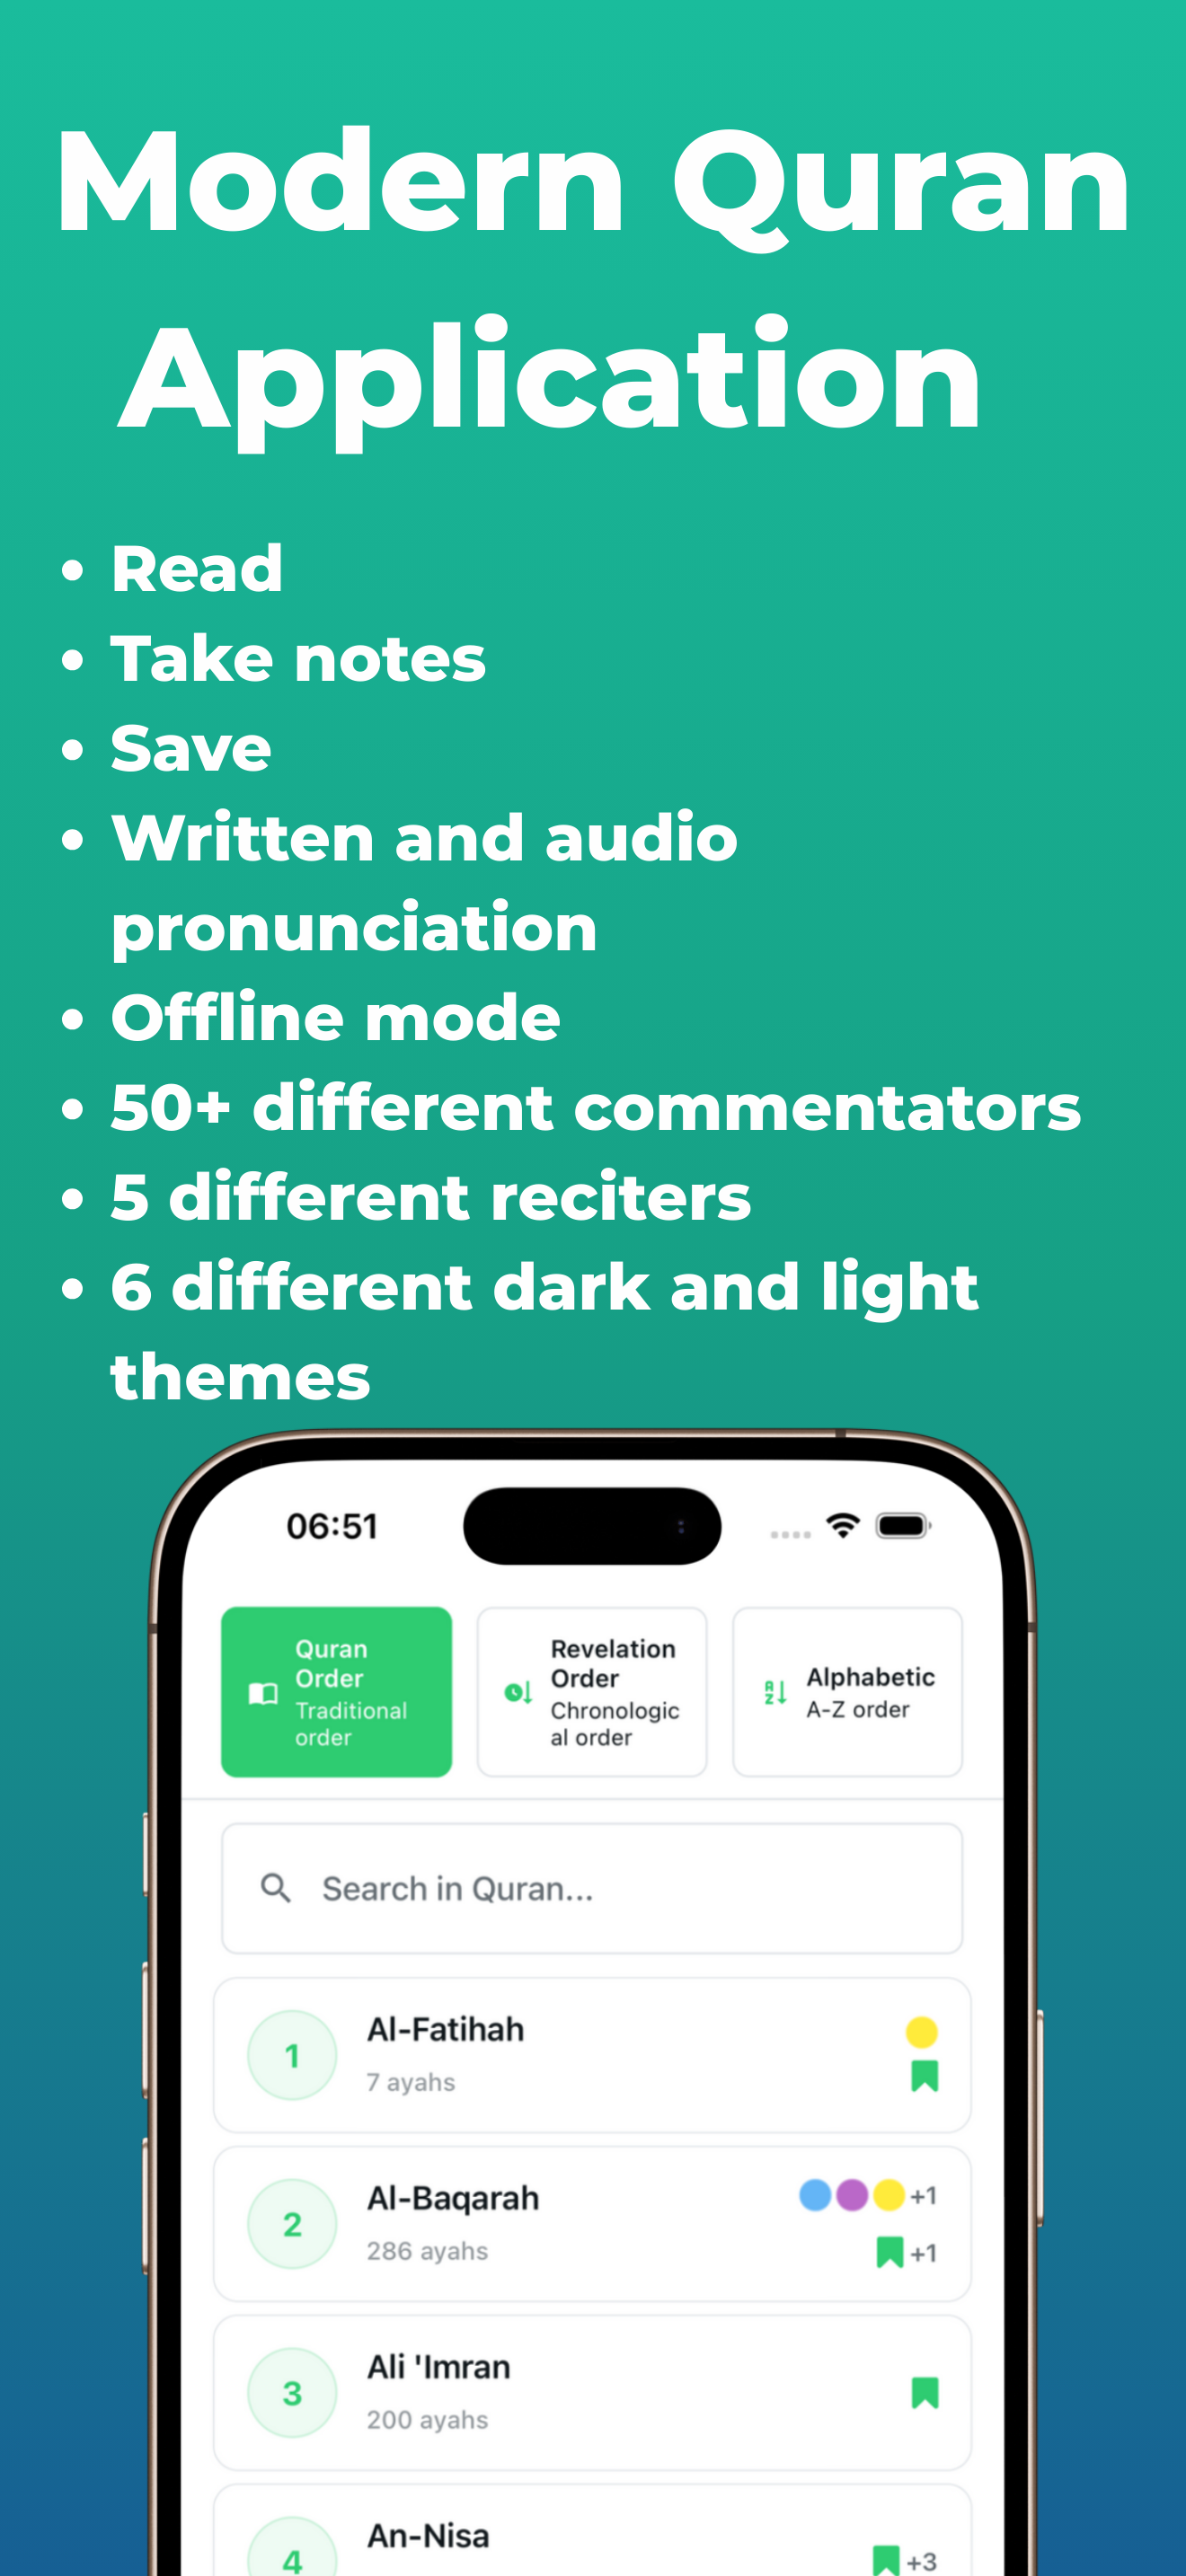 Modern Quran
Application
• Read
• Take notes
• Save
• Written and audio
pronunciation
• Offline mode
• 50+ different commentators
• 5 different reciters
• 6 different dark and light
themes
06:51
Quran
Order
Traditional
order
Revelation
Order
Chronologic
al order
Alphabetic
A-Z order
Search in Quran...
1
Al-Fatihah
7 ayahs
2
Al-Baqarah
286 ayahs
+1
+1
3
Ali 'Imran
200 ayahs
4
An-Nisa
+3